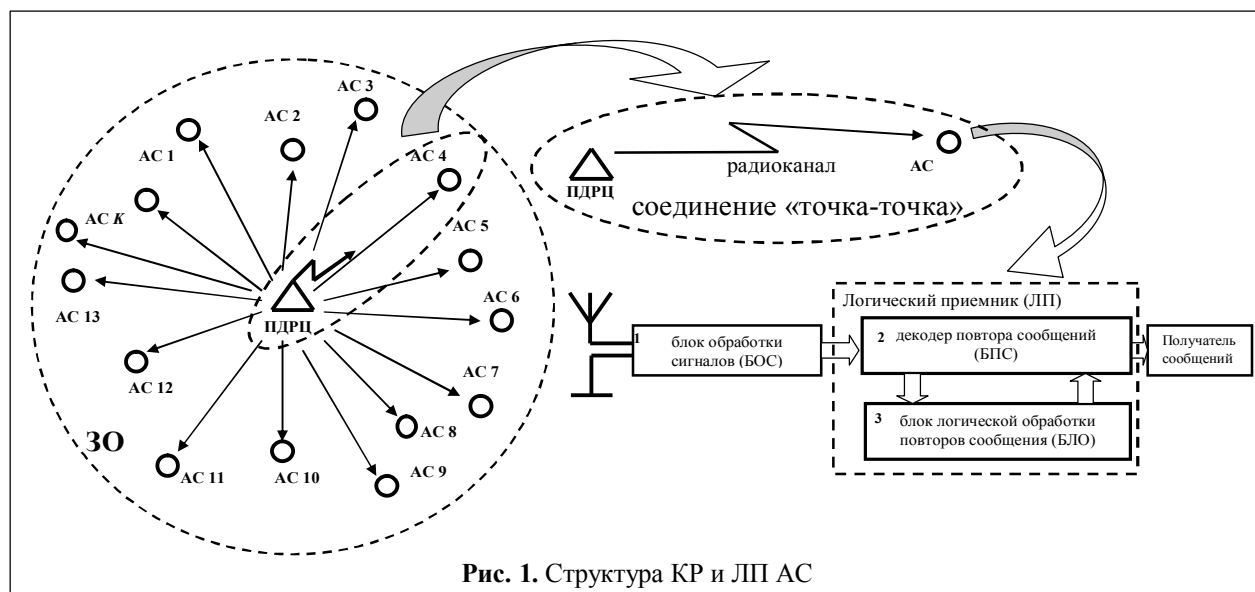 АС 3
АС 2
АС 1
АС 4
АС K
АС 5
АС 6
АС 13
ПДРЦ
АС 12
АС 7
АС 8
ЗО
АС 11
АС 10
АС 9
ПДРЦ
радиоканал
АС
соединение «точка-точка»
1
блок обработки
сигналов (БОС)
Логический приемник (ЛП)
2 декодер повтора сообщений
(БПС)
3 блок логической обработки
повторов сообщения (БЛО)
Получатель
сообщений
Рис. 1. Структура КР и ЛП АС